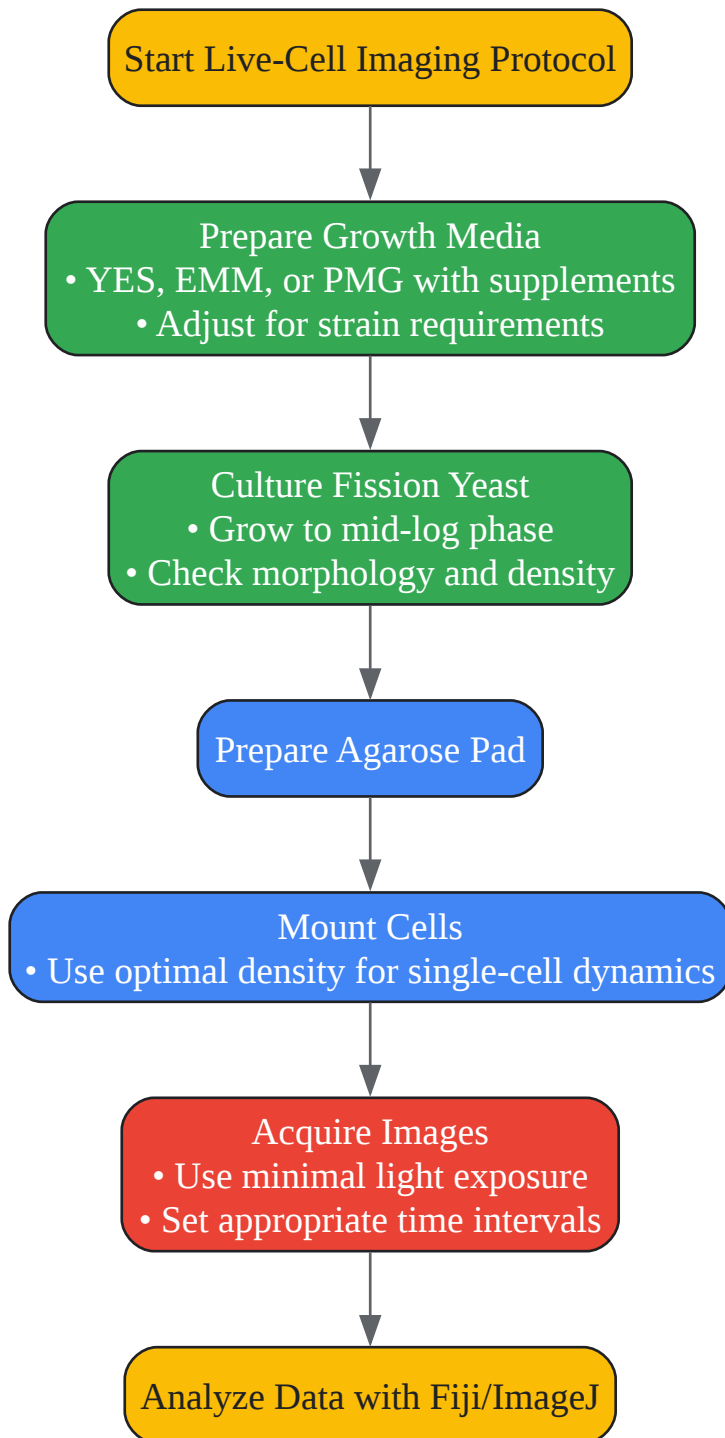 Start Live-Cell Imaging Protocol
Prepare Growth Media
• YES, EMM, or PMG with supplements
• Adjust for strain requirements
Culture Fission Yeast
• Grow to mid-log phase
• Check morphology and density
Prepare Agarose Pad
Mount Cells
• Use optimal density for single-cell dynamics
Acquire Images
• Use minimal light exposure
• Set appropriate time intervals
Analyze Data with Fiji/ImageJ